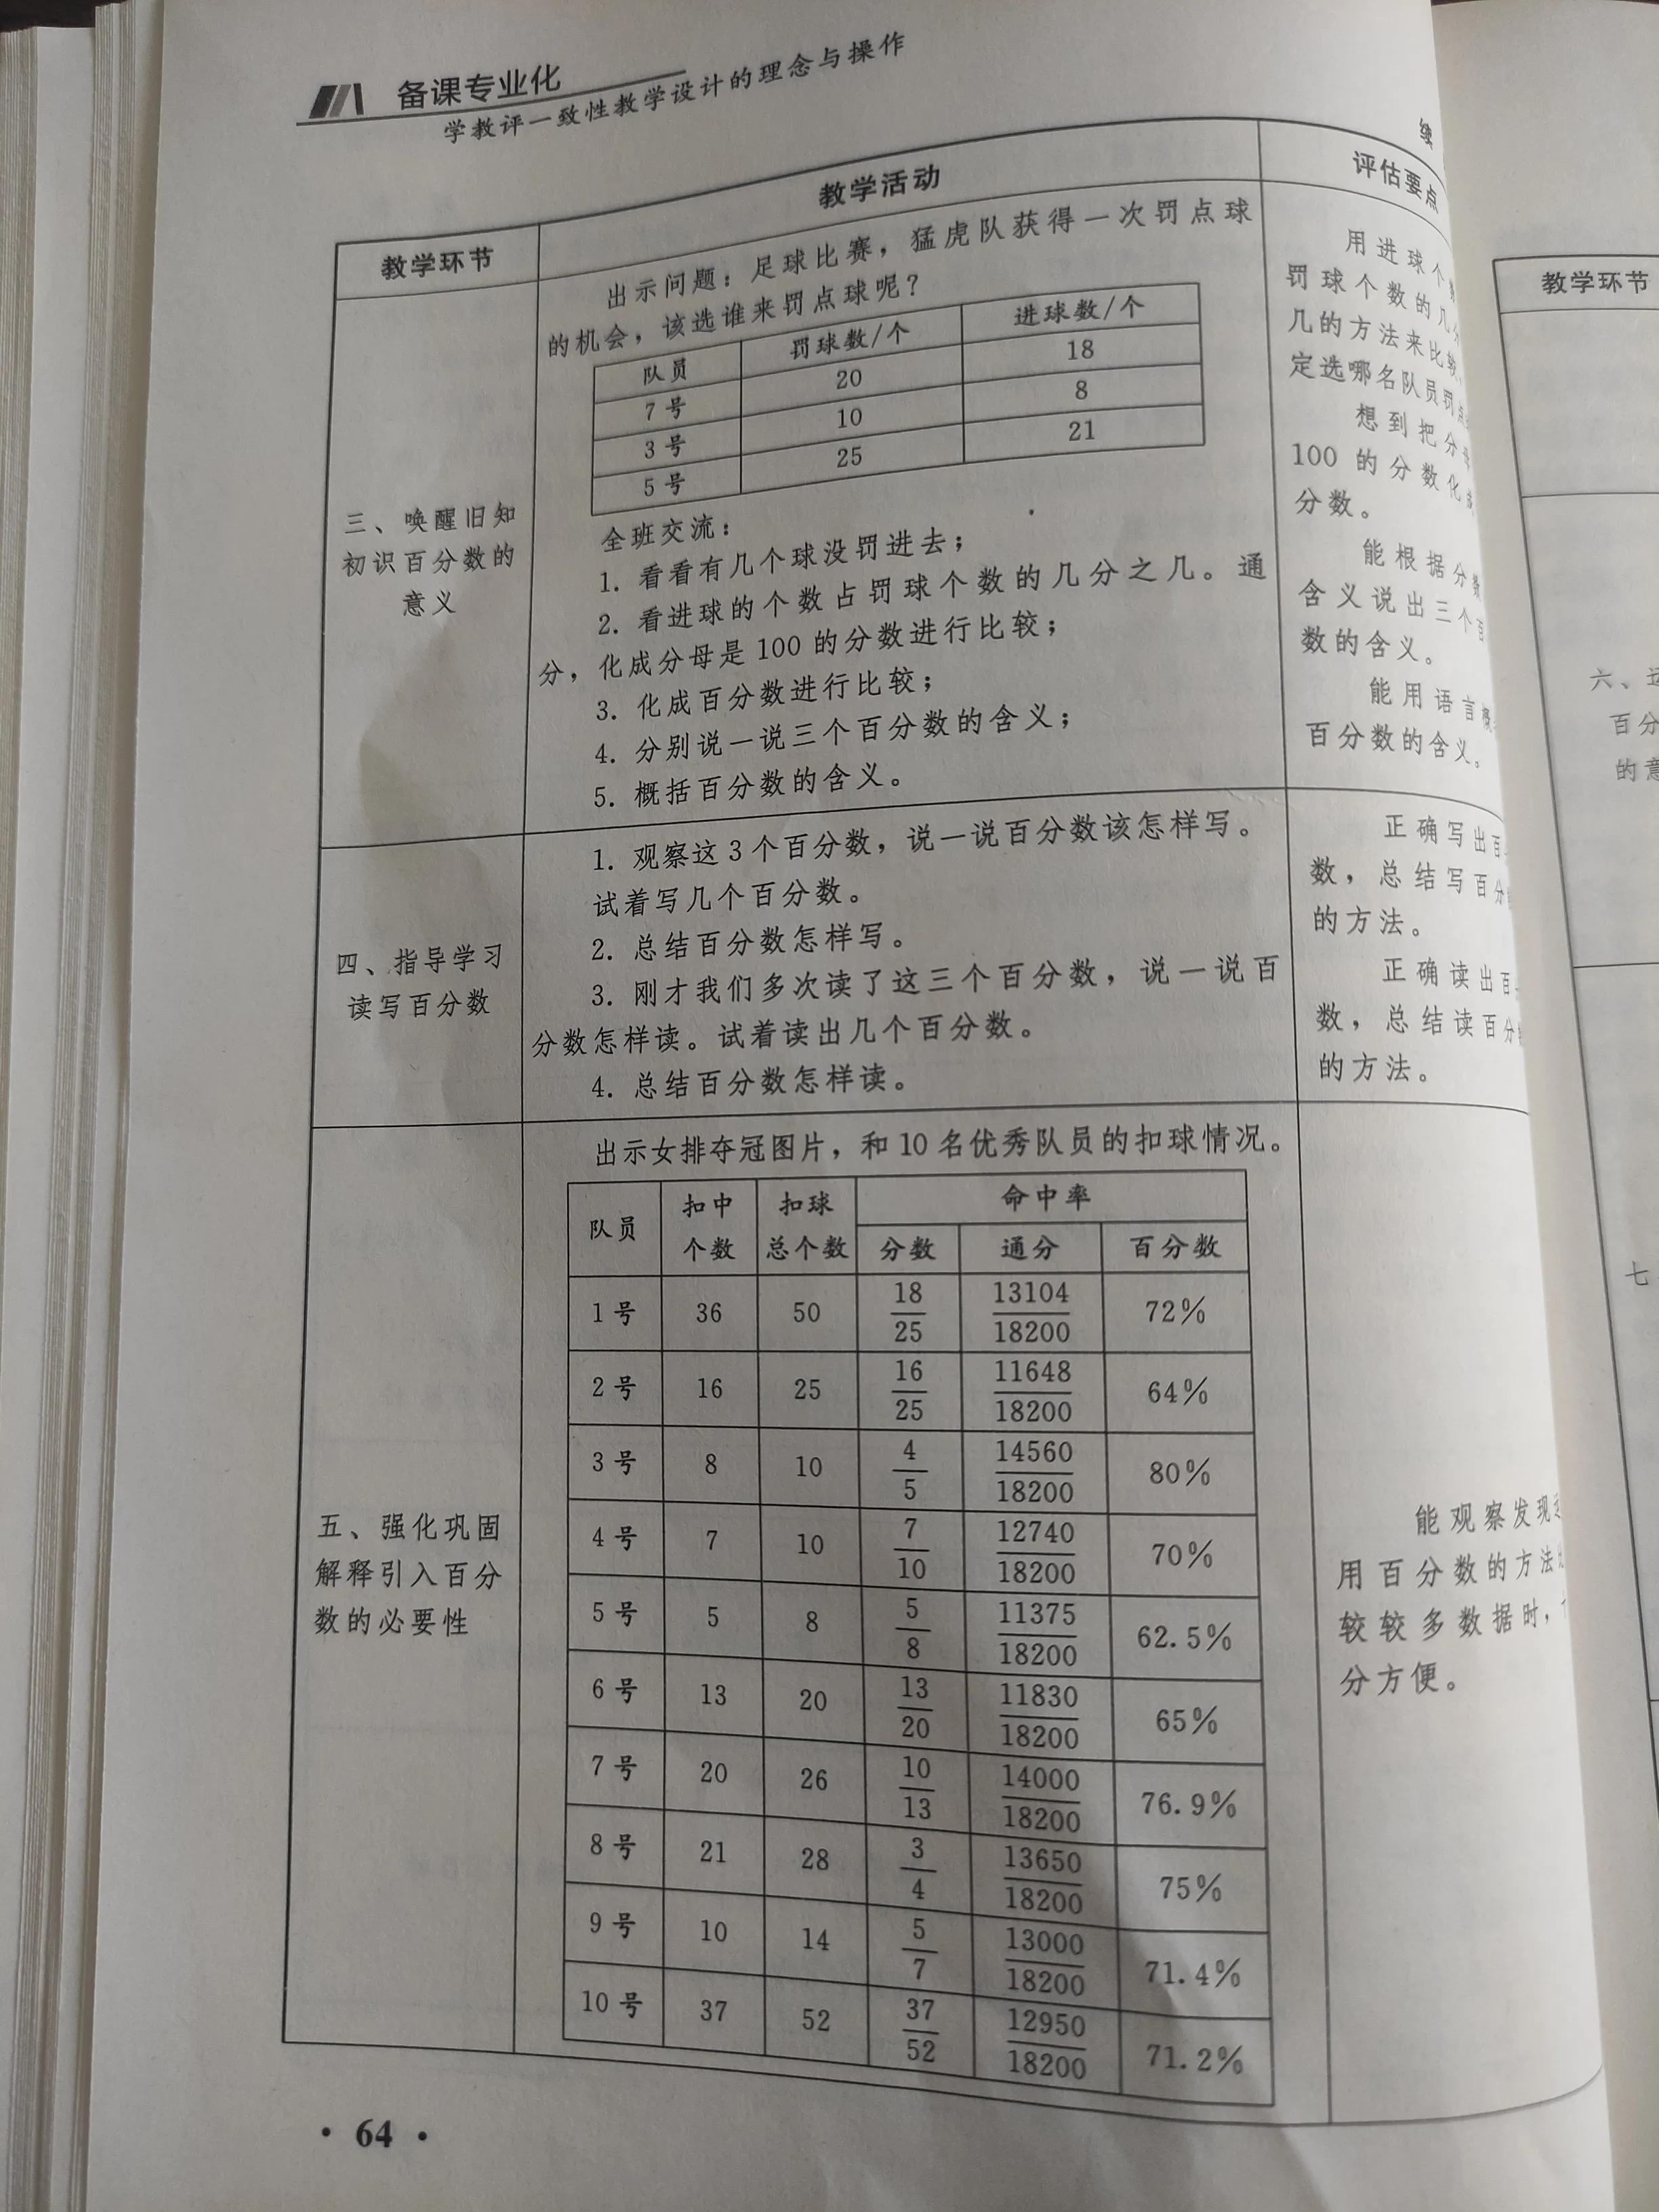 备课专业化
学教评一致性教学设计的理念与操作
续
教学环节
教学活动
评估要点
三、唤醒旧知
初识百分数的
意义
出示问题：足球比赛，猛虎队获得一次罚点球
的机会，该选谁来罚点球呢？
队员 罚球数/个 进球数/个
7号 20 18
3号 10 8
5号 25 21
全班交流：
1. 看看有几个球没罚进去；
2. 看进球的个数占罚球个数的几分之几。通
分，化成分母是100的分数进行比较；
3. 化成百分数进行比较；
4. 分别说一说三个百分数的含义；
5. 概括百分数的含义。
用进球个
罚球个数的几
几的方法来比较
定选哪名队员罚
想到把分
100的分数化
分数。
能根据分
含义说出三个
数的含义。
能用语言
百分数的含义。
四、指导学习
读写百分数
1. 观察这3个百分数，说一说百分数该怎样写。
试着写几个百分数。
2. 总结百分数怎样写。
3. 刚才我们多次读了这三个百分数，说一说百
分数怎样读。试着读出几个百分数。
4. 总结百分数怎样读。
正确写出
数，总结写百分
的方法。
正确读出
数，总结读百分
的方法。
五、强化巩固
解释引入百分
数的必要性
出示女排夺冠图片，和10名优秀队员的扣球情况。
队员 扣中个数 扣球总个数 命中率
分数 通分 百分数
1号 36 50 18/25 13104/18200 72%
2号 16 25 16/25 11648/18200 64%
3号 8 10 4/5 14560/18200 80%
4号 7 10 7/10 12740/18200 70%
5号 5 8 5/8 11375/18200 62.5%
6号 13 20 13/20 11830/18200 65%
7号 20 26 10/13 14000/18200 76.9%
8号 21 28 3/4 13650/18200 75%
9号 10 14 5/7 13000/18200 71.4%
10号 37 52 37/52 12950/18200 71.2%
能观察发现
用百分数的方法
较较多数据时，
分方便。
· 64 ·
教学环节
六、
百分
的意
七